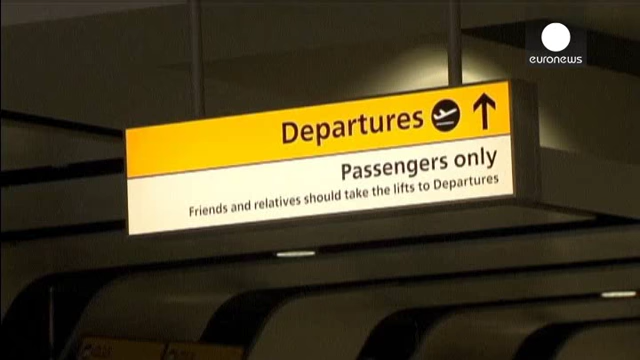 euronews
Departures
Passengers only
Friends and relatives should take the lifts to Departures